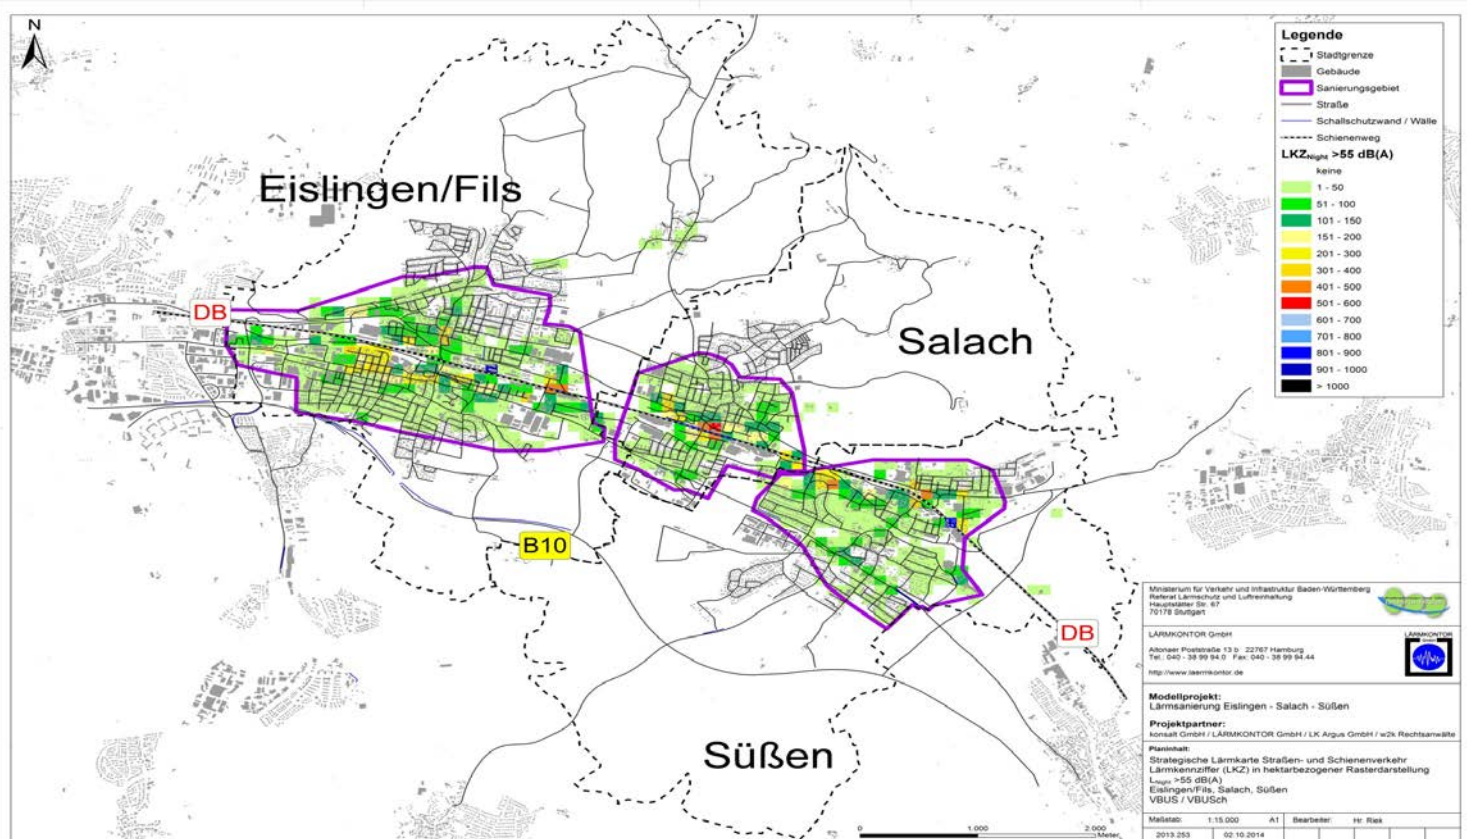 N
Eislingen/Fils
Salach
Süßen
DB
B10
DB
Legende
Stadtgrenze
Gebäude
Sanierungsgebiet
Straße
Schallschutzwand / Wälle
Schienenweg
LKZNight >55 dB(A)
keine
1 - 50
51 - 100
101 - 150
151 - 200
201 - 300
301 - 400
401 - 500
501 - 600
601 - 700
701 - 800
801 - 900
901 - 1000
> 1000
Ministerium für Verkehr und Infrastruktur Baden-Württemberg
Referat Lärmschutz und Luftreinhaltung
Hauptstätter Str. 67
70178 Stuttgart
LÄRMKONTOR GmbH
Altonaer Poststraße 13 b 22767 Hamburg
Tel.: 040 - 38 99 94.0 Fax: 040 - 38 99 94.44
http://www.laermkontor.de
LÄRMKONTOR
GmbH
Modellprojekt:
Lärmsanierung Eislingen - Salach - Süßen
Projektpartner:
konsalt GmbH / LÄRMKONTOR GmbH / LK Argus GmbH / w2k Rechtsanwälte
Planinhalt:
Strategische Lärmkarte Straßen- und Schienenverkehr
Lärmkennziffer (LKZ) in hektarbezogener Rasterdarstellung
LNight >55 dB(A)
Eislingen/Fils, Salach, Süßen
VBUS / VBUSch
Maßstab: 1:15.000 A1 Bearbeiter: Hr. Riek
2013.253 02.10.2014
0 1.000 2.000
Meter